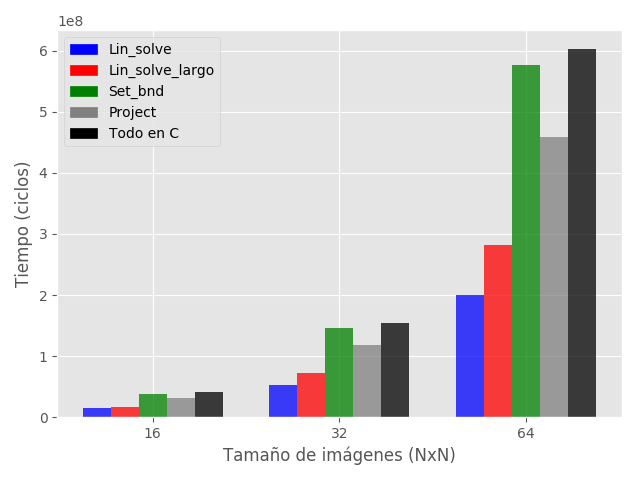 1e8
Lin_solve
Lin_solve_largo
Set_bnd
Project
Todo en C
Tiempo (ciclos)
6
5
4
3
2
1
0
16 32 64
Tamaño de imágenes (NxN)